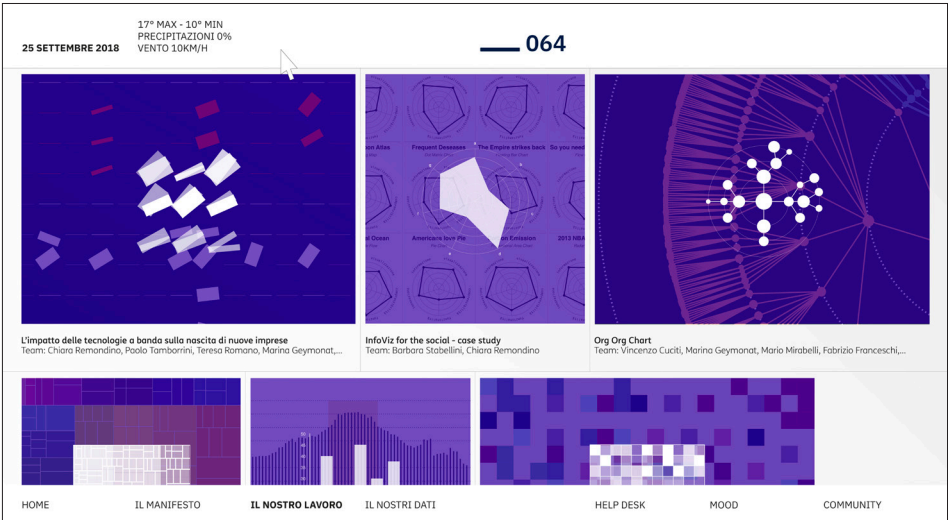 25 SETTEMBRE 2018
17° MAX - 10° MIN
PRECIPITAZIONI 0%
VENTO 10KM/H
064
Frequent Desseases
The Empire strikes back
So you need
Americans love Pie
Emission
2013 NBA
L'impatto delle tecnologie a banda sulla nascita di nuove imprese
Team: Chiara Remondino, Paolo Tamborrini, Teresa Romano, Marina Geymonat,...
InfoViz for the social - case study
Team: Barbara Stabellini, Chiara Remondino
Org Org Chart
Team: Vincenzo Cuciti, Marina Geymonat, Mario Mirabelli, Fabrizio Franceschi,...
HOME
IL MANIFESTO
IL NOSTRO LAVORO
IL NOSTRI DATI
HELP DESK
MOOD
COMMUNITY